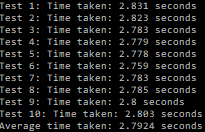 Test 1: Time taken: 2.831 seconds
Test 2: Time taken: 2.823 seconds
Test 3: Time taken: 2.783 seconds
Test 4: Time taken: 2.779 seconds
Test 5: Time taken: 2.778 seconds
Test 6: Time taken: 2.759 seconds
Test 7: Time taken: 2.783 seconds
Test 8: Time taken: 2.785 seconds
Test 9: Time taken: 2.8 seconds
Test 10: Time taken: 2.803 seconds
Average time taken: 2.7924 seconds